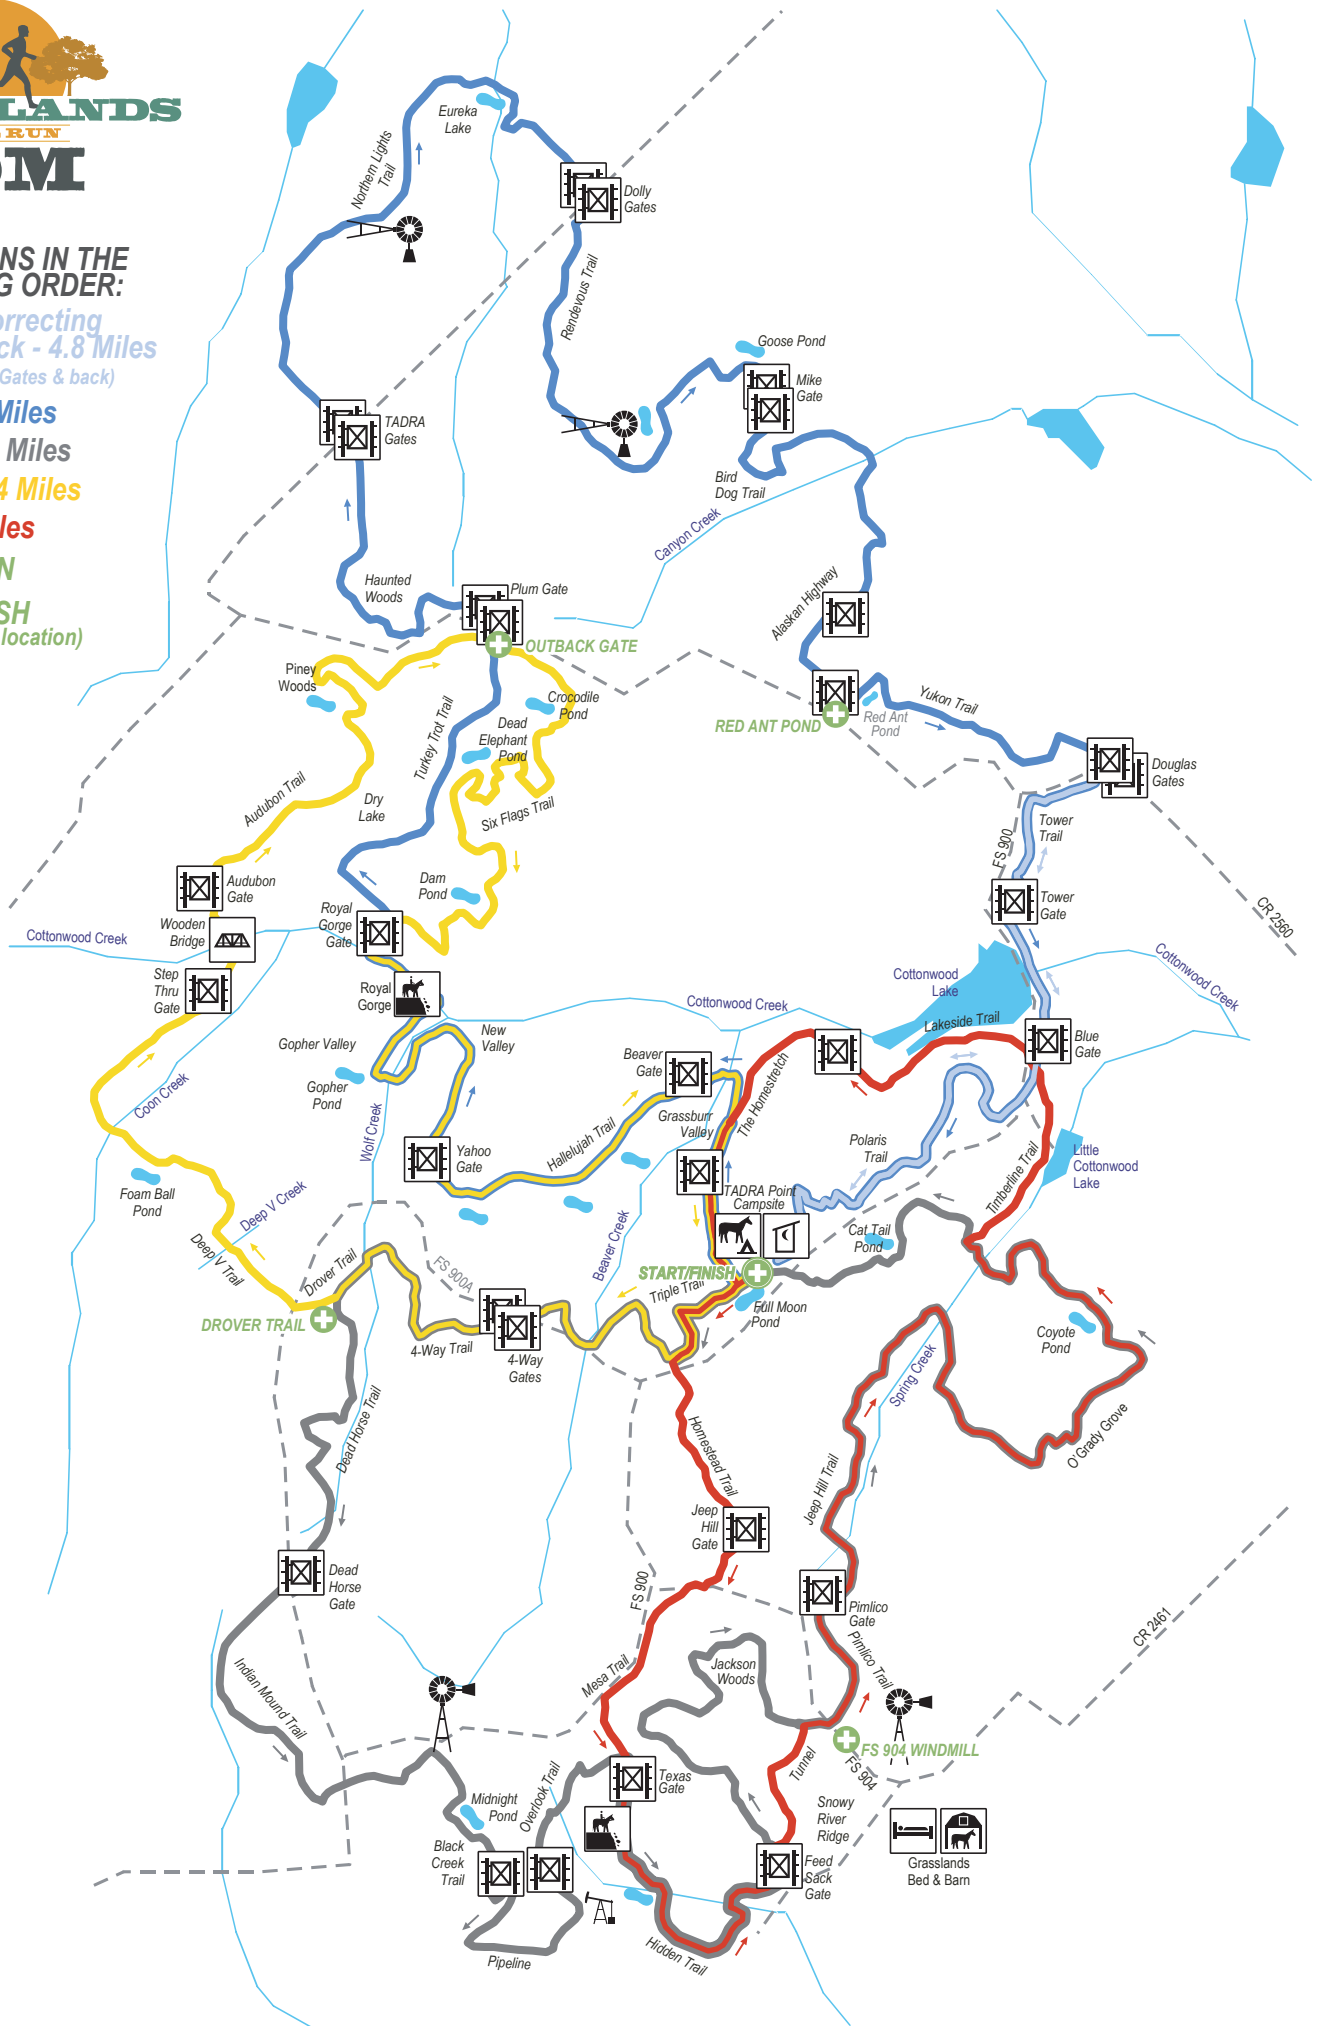 LANDS
RUN
OM
NS IN THE
G ORDER:
orrecting
ck - 4.8 Miles
Gates & back)
Miles
Miles
4 Miles
les
N
SH
location)
Eureka
Lake
Northern Lights
Trail
Dolly
Gates
Rendevous Trail
Goose Pond
Mike
Gate
TADRA
Gates
Bird
Dog Trail
Canyon Creek
Haunted
Woods
Plum Gate
Alaskan Highway
OUTBACK GATE
Piney
Woods
Crocodile
Pond
Dead
Elephant
Pond
Turkey Trot Trail
RED ANT POND
Red Ant
Pond
Yukon Trail
Douglas
Gates
Audubon Trail
Dry
Lake
Six Flags Trail
Tower
Trail
FS 900
Audubon
Gate
Dam
Pond
Tower
Gate
CR 2560
Wooden
Bridge
Royal
Gorge
Gate
Cottonwood Creek
Step
Thru
Gate
Royal
Gorge
Cottonwood
Lake
Cottonwood Creek
Cottonwood Creek
Lakeside Trail
Gopher Valley
New
Valley
Beaver
Gate
Blue
Gate
Gopher
Pond
Coon Creek
Wolf Creek
Grassburr
Valley
The Homestretch
Hallelujah Trail
Polaris
Trail
Yahoo
Gate
Little
Cottonwood
Lake
Timberline Trail
Foam Ball
Pond
Deep V Creek
TADRA Point
Campsite
Cat Tail
Pond
Deep V Trail
Drover Trail
FS 900A
Beaver Creek
START/FINISH
Triple Trail
Full Moon
Pond
DROVER TRAIL
4-Way Trail
4-Way
Gates
Coyote
Pond
Spring Creek
Dead Horse Trail
Homestead Trail
O'Grady Grove
Jeep Hill Trail
Jeep
Hill
Gate
Dead
Horse
Gate
FS 900
Pimlico
Gate
CR 2461
Indian Mound Trail
Mesa Trail
Jackson
Woods
Pimlico Trail
FS 904 WINDMILL
Tunnel
FS 904
Texas
Gate
Midnight
Pond
Overlook Trail
Snowy
River
Ridge
Black
Creek
Trail
Feed
Sack
Gate
Grasslands
Bed & Barn
Hidden Trail
Pipeline